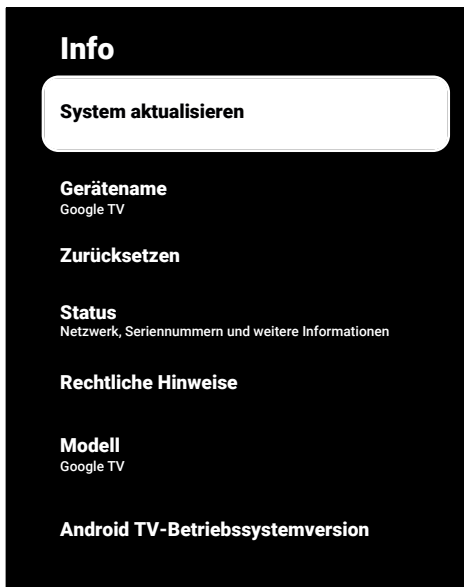 Info
System aktualisieren
Gerätename
Google TV
Zurücksetzen
Status
Netzwerk, Seriennummern und weitere Informationen
Rechtliche Hinweise
Modell
Google TV
Android TV-Betriebssystemversion